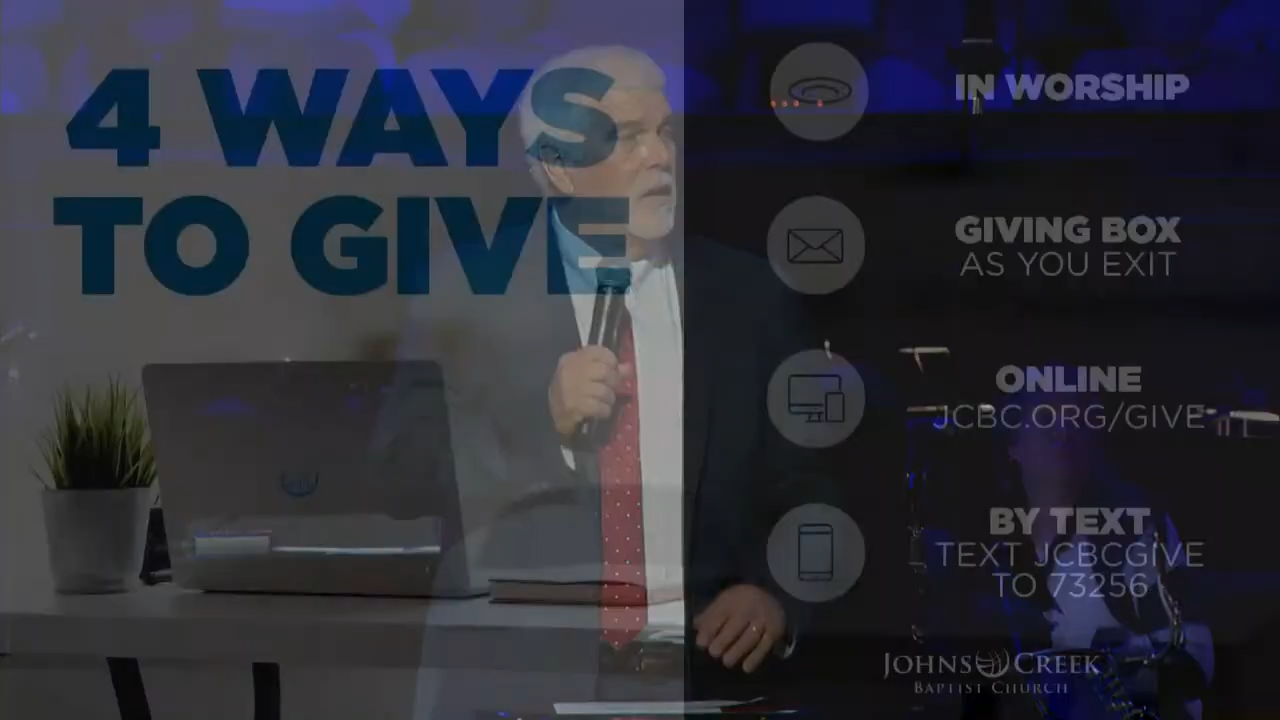 4 WAYS
TO GIVE
IN WORSHIP
GIVING BOX
AS YOU EXIT
ONLINE
JCBC.ORG/GIVE
BY TEXT
TEXT JCBCGIVE
TO 73256
JOHNS CREEK
BAPTIST CHURCH